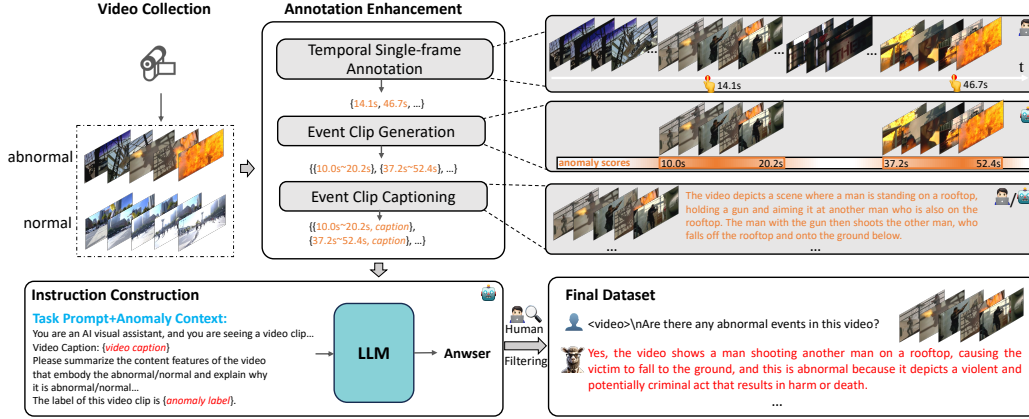 Video Collection
abnormal
normal
Annotation Enhancement
Temporal Single-frame
Annotation
{14.1s, 46.7s, …}
Event Clip Generation
{{10.0s~20.2s}, {37.2s~52.4s}, …}
Event Clip Captioning
{{10.0s~20.2s, caption},
{37.2s~52.4s, caption}, …}
... ... ...
t
14.1s
46.7s
anomaly scores
10.0s
20.2s
37.2s
52.4s
The video depicts a scene where a man is standing on a rooftop,
holding a gun and aiming it at another man who is also on the
rooftop. The man with the gun then shoots the other man, who
falls off the rooftop and onto the ground below.
/
...
...
Instruction Construction
Task Prompt+Anomaly Context:
You are an AI visual assistant, and you are seeing a video clip…
Video Caption: {video caption}
Please summarize the content features of the video
that embody the abnormal/normal and explain why
it is abnormal/normal…
The label of this video clip is {anomaly label}.
LLM
Anwser
Human
Filtering
Final Dataset
<video>\nAre there any abnormal events in this video?
Yes, the video shows a man shooting another man on a rooftop, causing the
victim to fall to the ground, and this is abnormal because it depicts a violent and
potentially criminal act that results in harm or death.
...